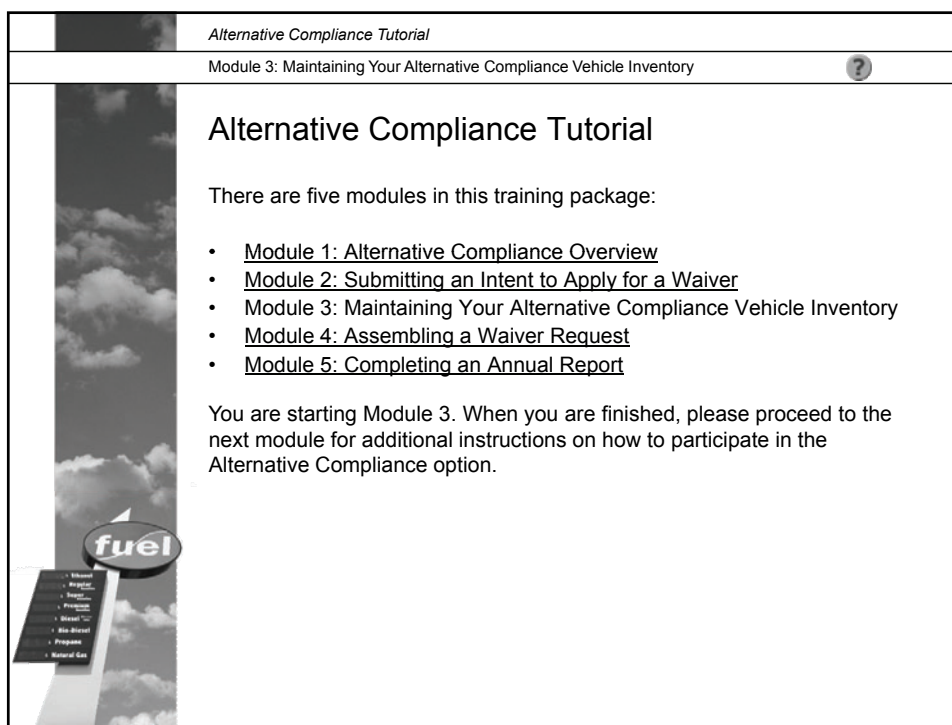 Alternative Compliance Tutorial
Module 3: Maintaining Your Alternative Compliance Vehicle Inventory
?
Alternative Compliance Tutorial
There are five modules in this training package:
• Module 1: Alternative Compliance Overview
• Module 2: Submitting an Intent to Apply for a Waiver
• Module 3: Maintaining Your Alternative Compliance Vehicle Inventory
• Module 4: Assembling a Waiver Request
• Module 5: Completing an Annual Report
You are starting Module 3. When you are finished, please proceed to the
next module for additional instructions on how to participate in the
Alternative Compliance option.
fuel
Ethanol
Regular
Super
Premium
Diesel
Bio-Diesel
Propane
Natural Gas